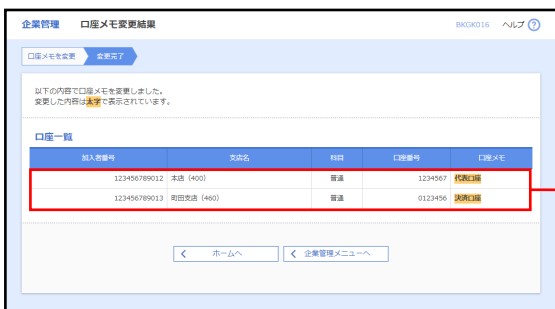 企業管理 口座メモ変更結果 BKGK016 ヘルプ ?
口座メモを変更 変更完了
以下の内容で口座メモを変更しました。
変更した内容は太字で表示されています。
口座一覧
加入者番号 支店名 科目 口座番号 口座メモ
123456789012 本店（400） 普通 1234567 代表口座
123456789013 町田支店（460） 普通 0123456 決済口座
ホームへ 企業管理メニューへ